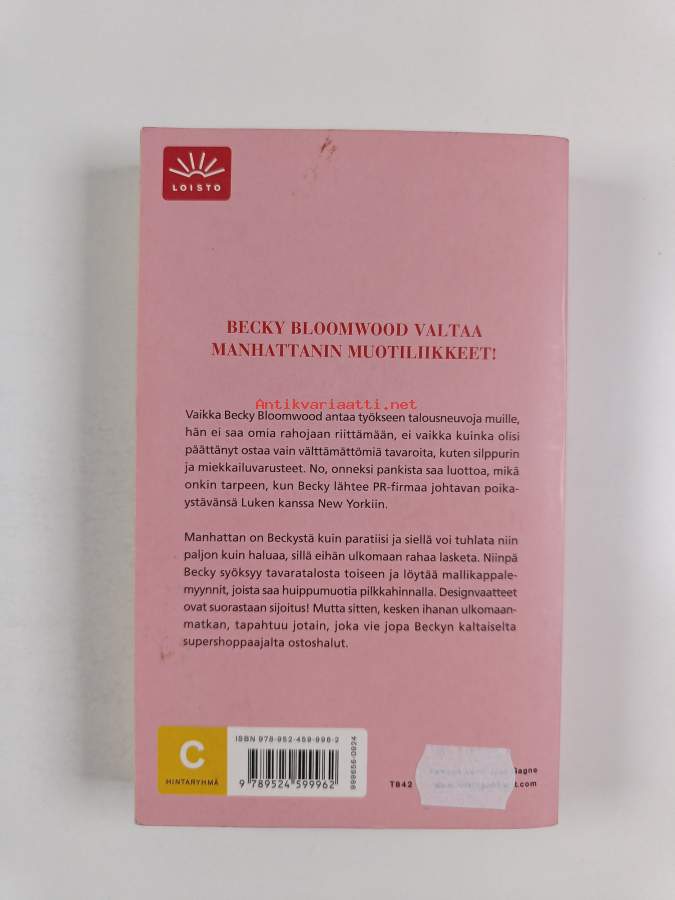 LOISTO
BECKY BLOOMWOOD VALTAA
MANHATTANIN MUOTILIIKKEET!
Antikvariaatti.net
Vaikka Becky Bloomwood antaa työkseen talousneuvoja muille,
hän ei saa omia rahojaan riittämään, ei vaikka kuinka olisi
päättänyt ostaa vain välttämättömiä tavaroita, kuten silppurin
ja miekkailuvarusteet. No, onneksi pankista saa luottoa, mikä
onkin tarpeen, kun Becky lähtee PR-firmaa johtavan poika-
ystävänsä Luken kanssa New Yorkiin.
Manhattan on Beckystä kuin paratiisi ja siellä voi tuhlata niin
paljon kuin haluaa, sillä eihän ulkomaan rahaa lasketa. Niinpä
Becky syöksyy tavaratalosta toiseen ja löytää mallikappale-
myynnit, joista saa huippumuotia pilkkahinnalla. Designvaatteet
ovat suorastaan sijoitus! Mutta sitten, kesken ihanan ulkomaan-
matkan, tapahtuu jotain, joka vie jopa Beckyn kaltaiselta
supershoppaajalta ostoshalut.
C
HINTARYHMÄ
ISBN 978-952-459-996-2
9 789524 599962
999656-0924
Gagne
T842
t.com